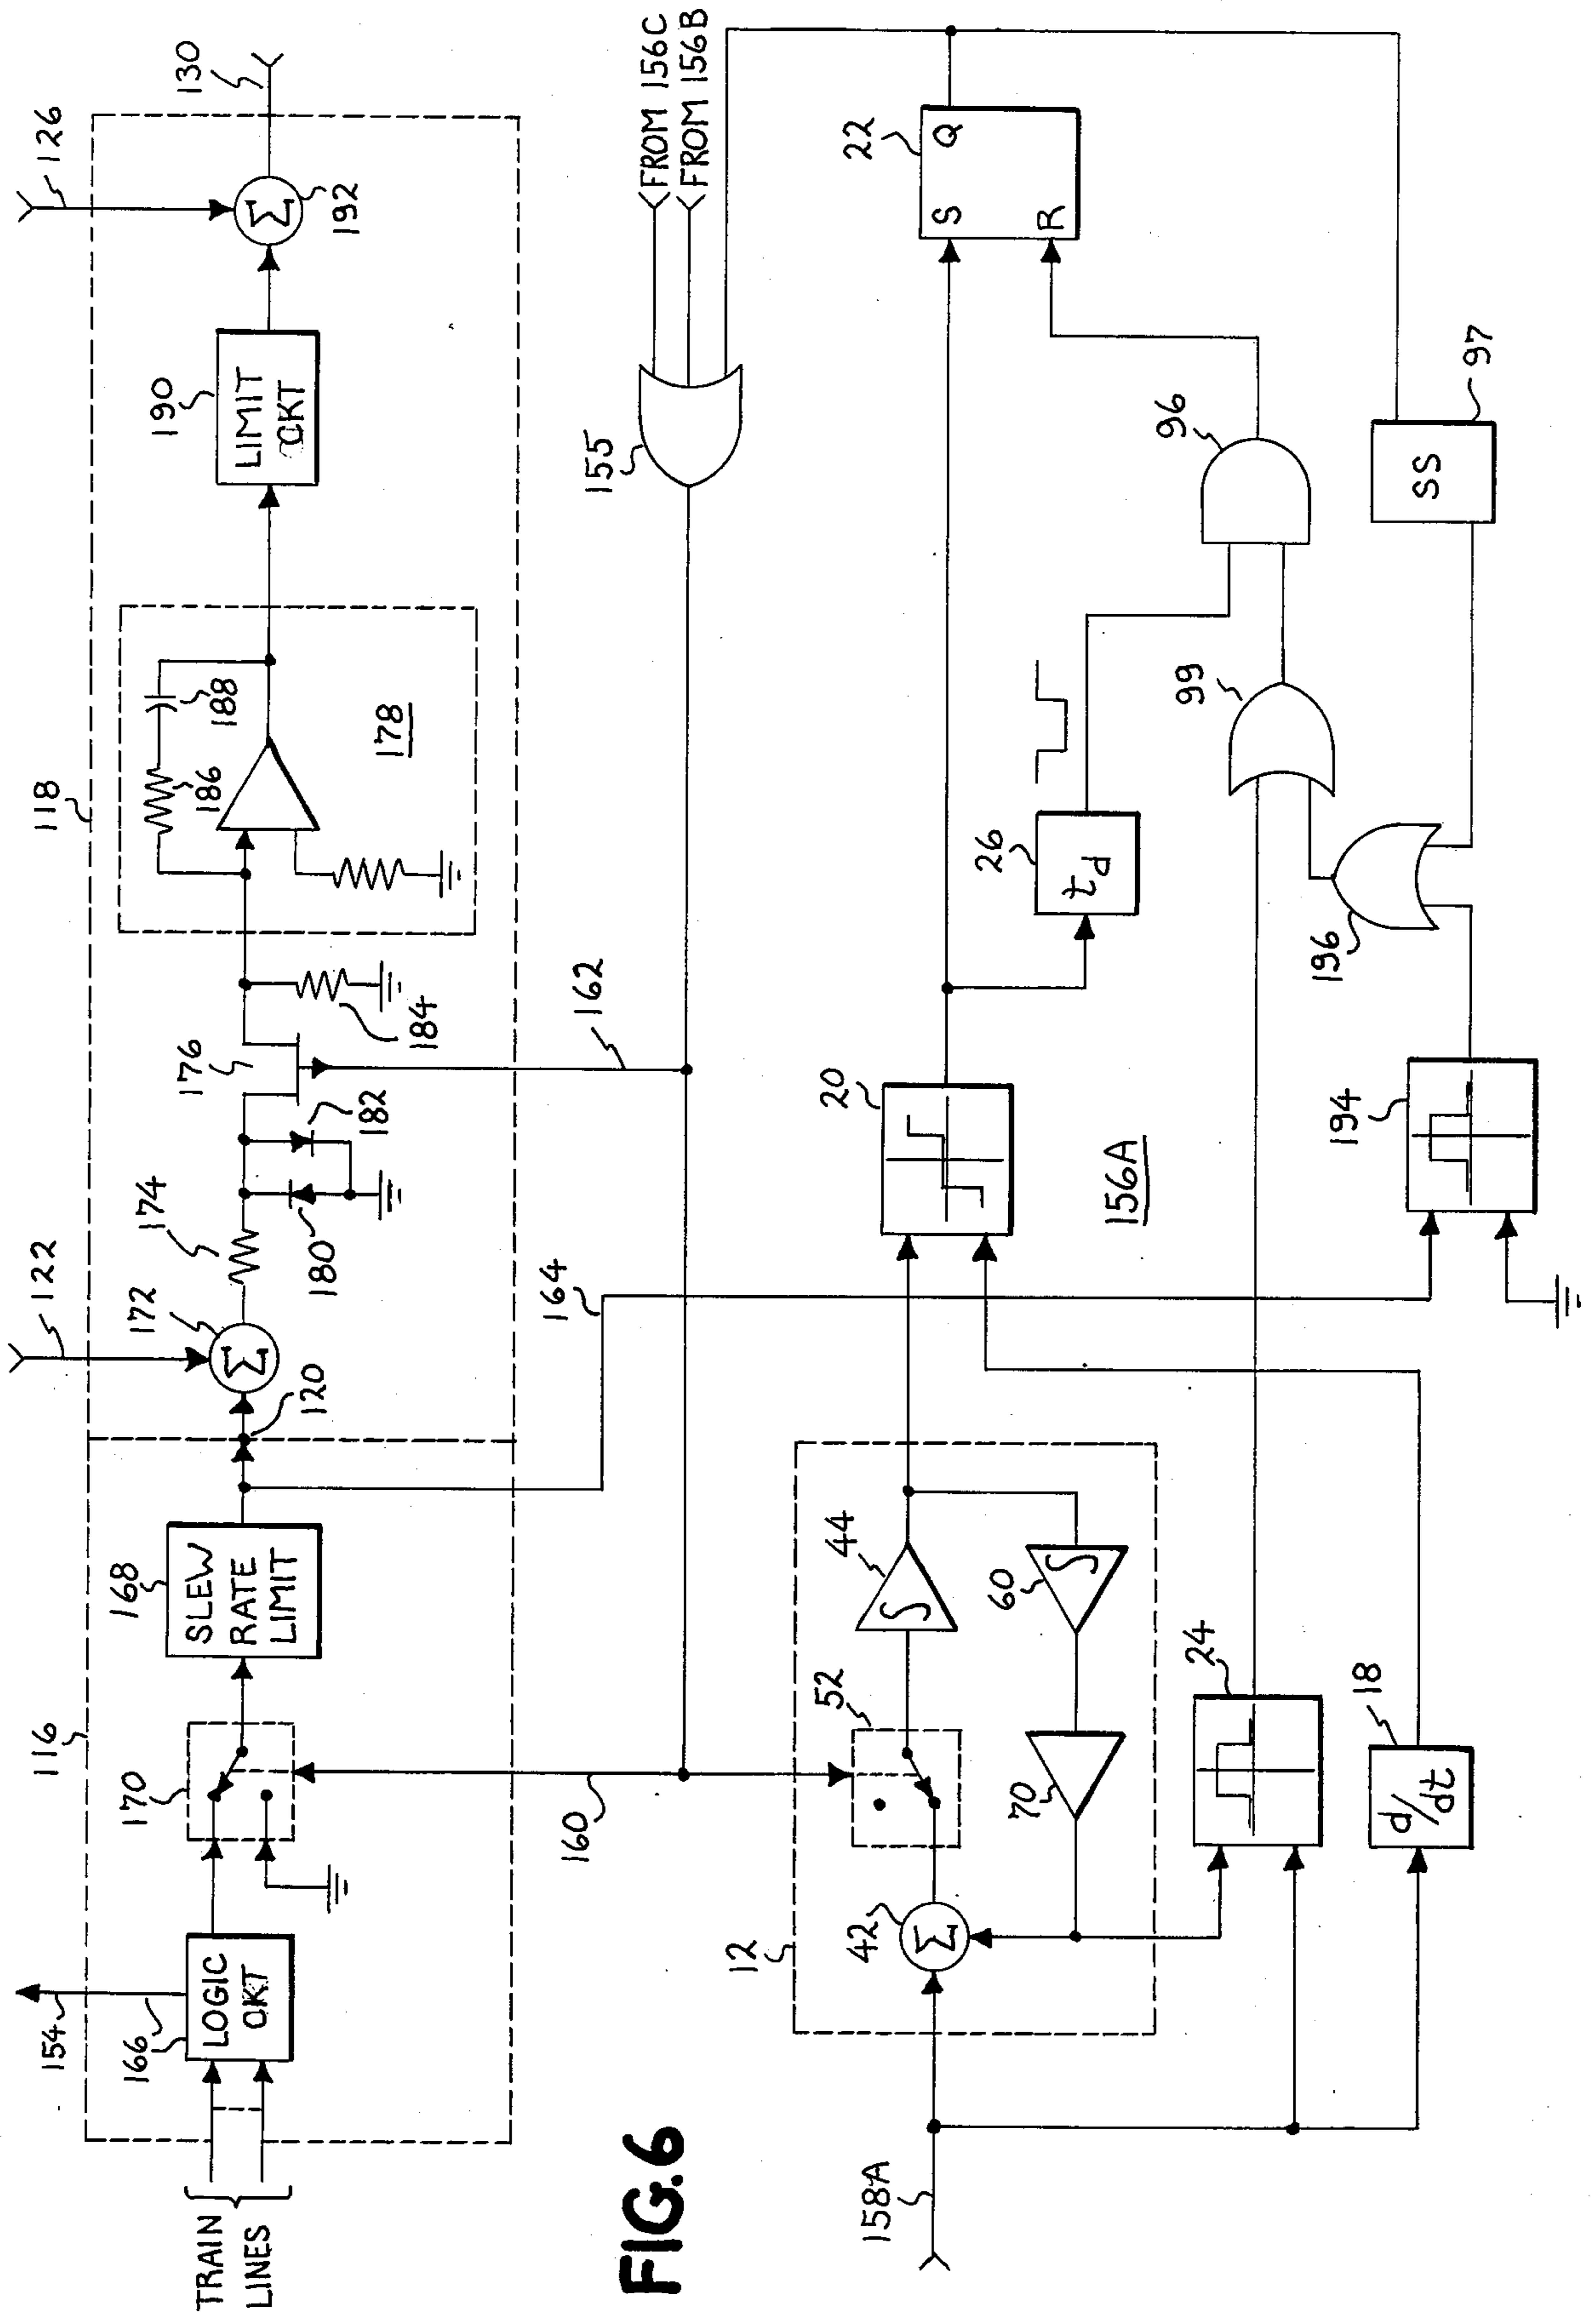 TRAIN
LINES
154
166
LOGIC
CKT
116
170
168
SLEW
RATE
LIMIT
120
122
172
Σ
174
180
182
176
184
162
118
186
188
178
190
LIMIT
CKT
126
192
Σ
130
160
164
155
FROM 156C
FROM 156B
FIG.6
158A
12
42
Σ
52
44
∫
60
∫
70
24
18
d/dt
20
156A
26
td
22
S
Q
R
96
99
196
194
97
SS